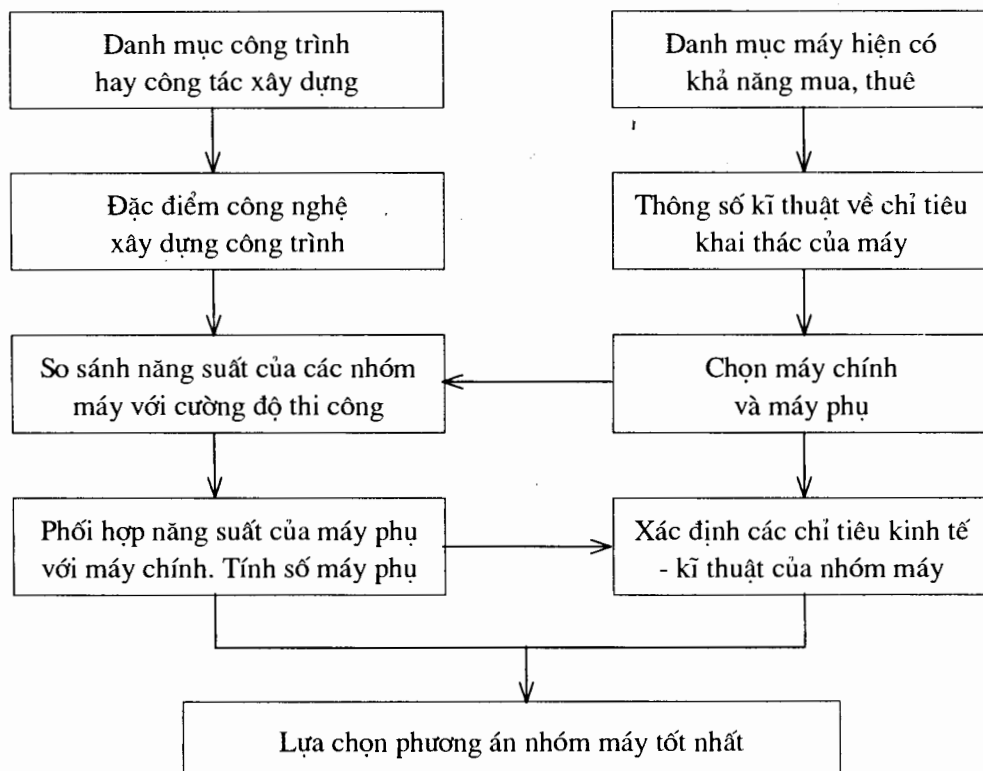 Danh mục công trình
hay công tác xây dựng
Danh mục máy hiện có
khả năng mua, thuê
Đặc điểm công nghệ
xây dựng công trình
Thông số kĩ thuật về chỉ tiêu
khai thác của máy
So sánh năng suất của các nhóm
máy với cường độ thi công
Chọn máy chính
và máy phụ
Phối hợp năng suất của máy phụ
với máy chính. Tính số máy phụ
Xác định các chỉ tiêu kinh tế
- kĩ thuật của nhóm máy
Lựa chọn phương án nhóm máy tốt nhất